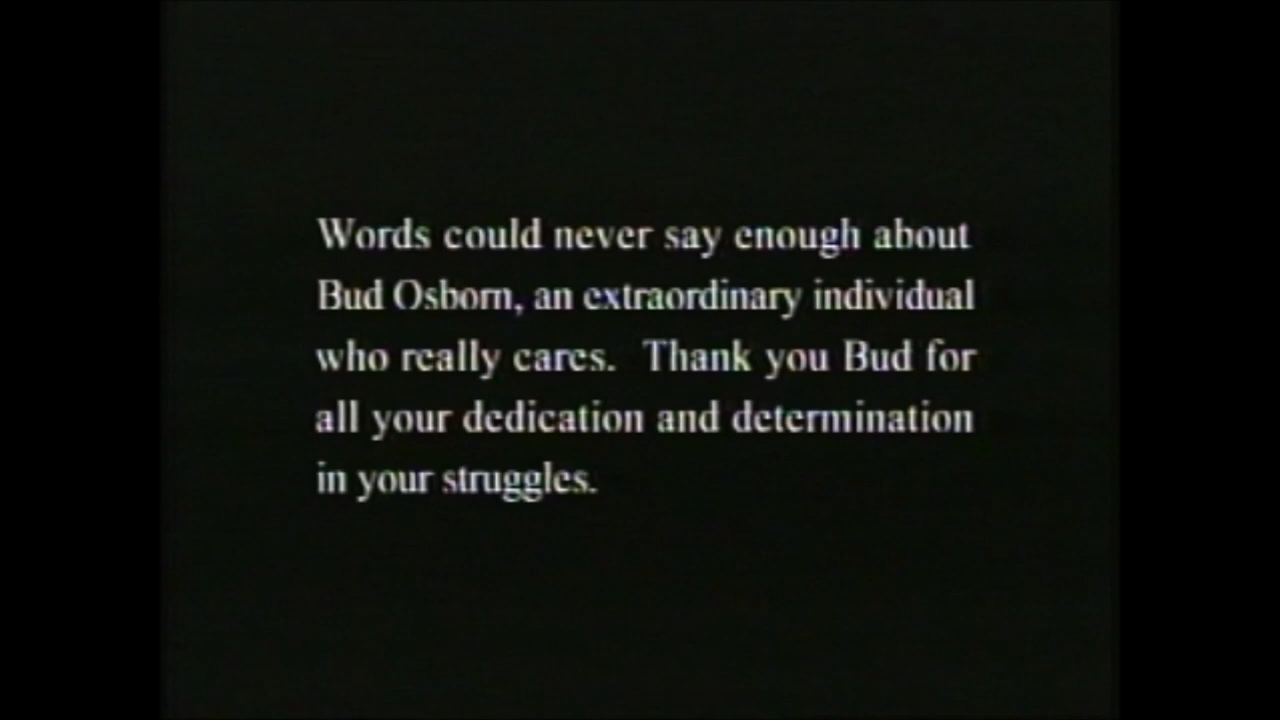 Words could never say enough about
Bud Osborn, an extraordinary individual
who really cares.  Thank you Bud for
all your dedication and determination
in your struggles.